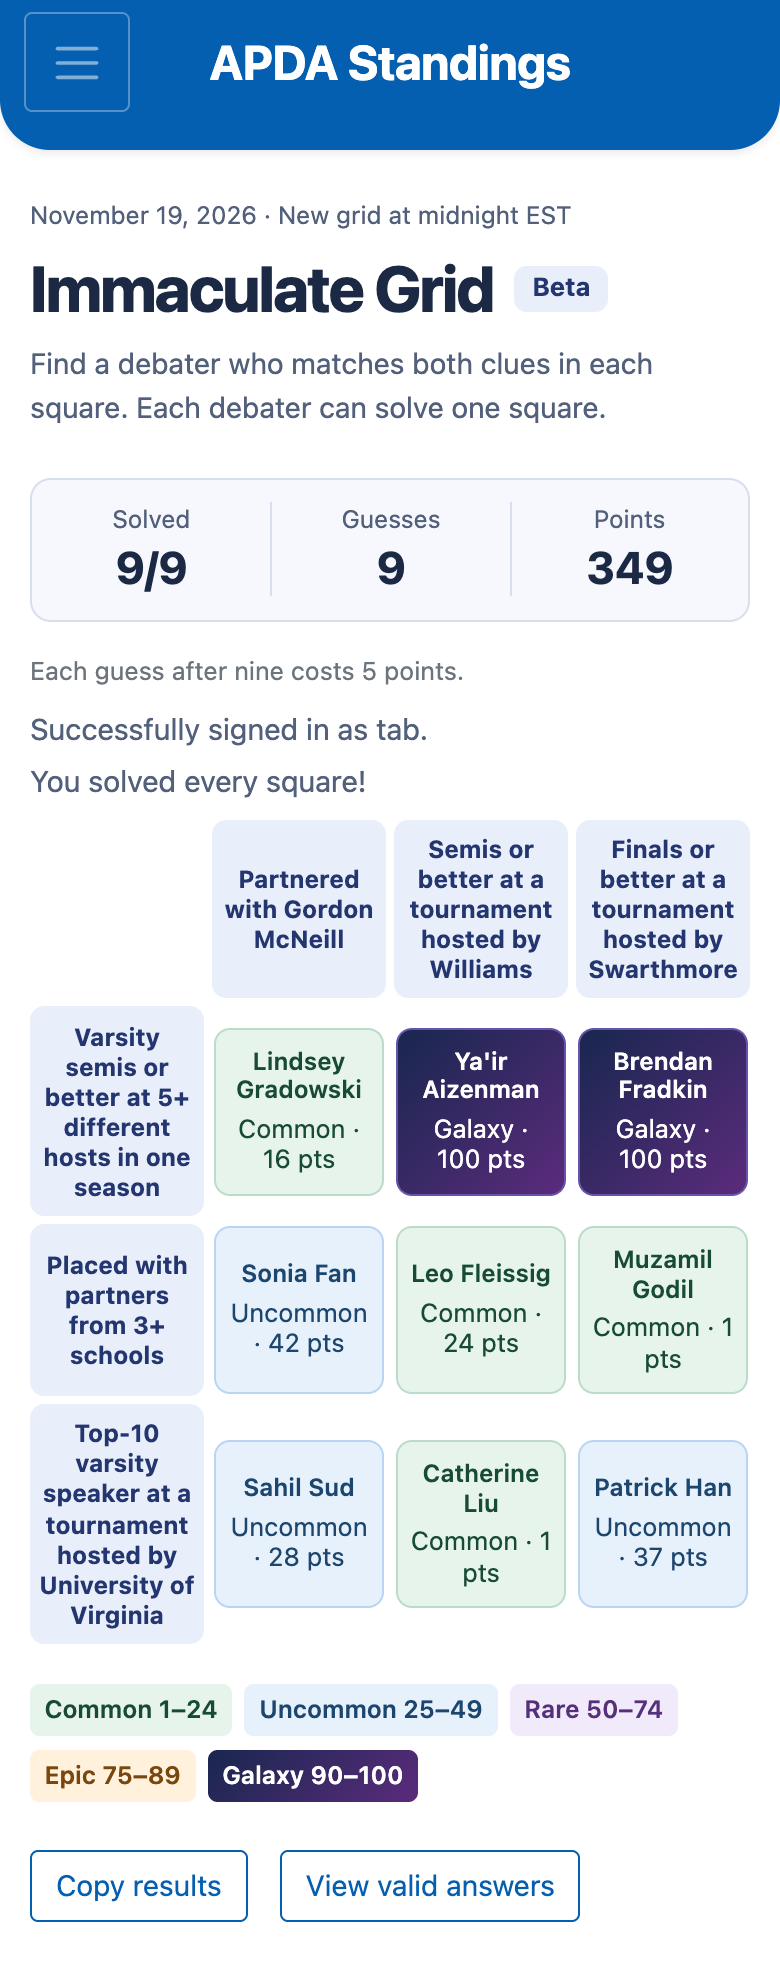 APDA Standings
November 19, 2026 · New grid at midnight EST
Immaculate Grid
Beta
Find a debater who matches both clues in each
square. Each debater can solve one square.
Solved
9/9
Guesses
9
Points
349
Each guess after nine costs 5 points.
Successfully signed in as tab.
You solved every square!
Partnered
with Gordon
McNeill
Semis or
better at a
tournament
hosted by
Williams
Finals or
better at a
tournament
hosted by
Swarthmore
Varsity
semis or
better at 5+
different
hosts in one
season
Lindsey
Gradowski
Common ·
16 pts
Ya'ir
Aizenman
Galaxy ·
100 pts
Brendan
Fradkin
Galaxy ·
100 pts
Placed with
partners
from 3+
schools
Sonia Fan
Uncommon
· 42 pts
Leo Fleissig
Common ·
24 pts
Muzamil
Godil
Common · 1
pts
Top-10
varsity
speaker at a
tournament
hosted by
University of
Virginia
Sahil Sud
Uncommon
· 28 pts
Catherine
Liu
Common · 1
pts
Patrick Han
Uncommon
· 37 pts
Common 1–24
Uncommon 25–49
Rare 50–74
Epic 75–89
Galaxy 90–100
Copy results
View valid answers